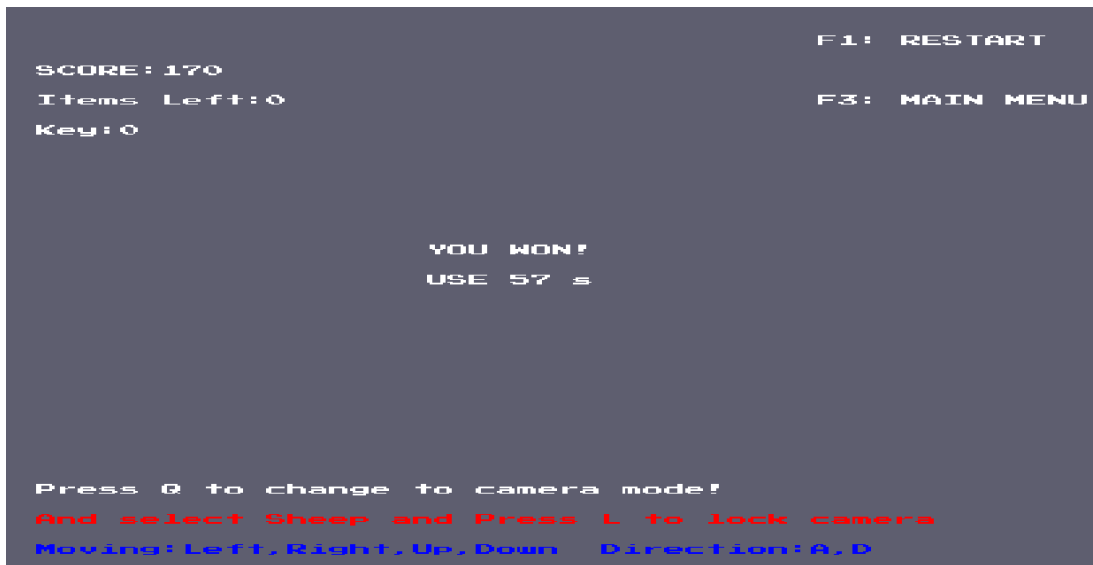 F1: RESTART
SCORE:170
Items Left:0
F3: MAIN MENU
Key:0
YOU WON!
USE 57 s
Press Q to change to camera mode!
And select Sheep and Press L to lock camera
Moving:Left,Right,Up,Down Direction:A,D